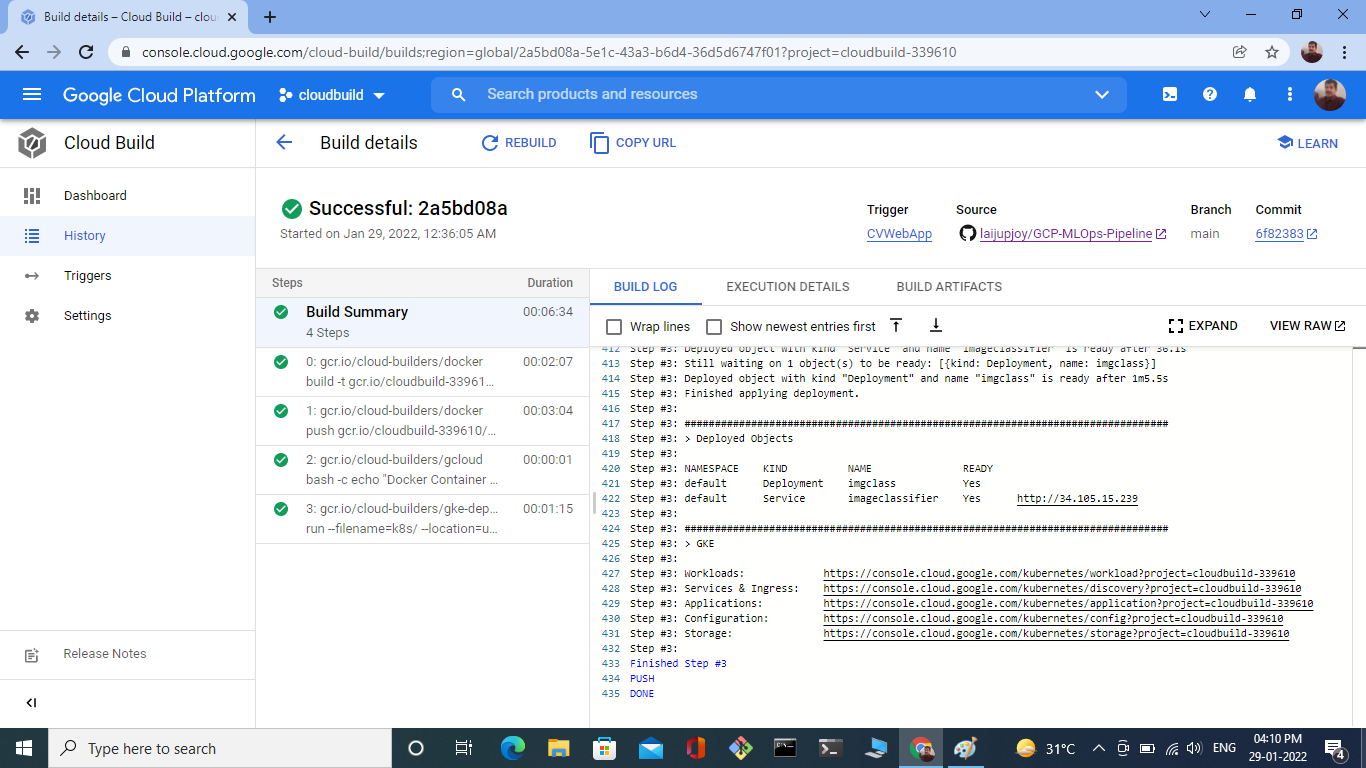 Build details – Cloud Build – clou
console.cloud.google.com/cloud-build/builds;region=global/2a5bd08a-5e1c-43a3-b6d4-36d5d6747f01?project=cloudbuild-339610
Google Cloud Platform
cloudbuild
Search products and resources
Cloud Build
Build details
REBUILD
COPY URL
LEARN
Dashboard
History
Triggers
Settings
Release Notes
Successful: 2a5bd08a
Started on Jan 29, 2022, 12:36:05 AM
Trigger Source Branch Commit
CVWebApp laijupjoy/GCP-MLOps-Pipeline main 6f82383
Steps Duration
Build Summary 00:06:34
4 Steps
0: gcr.io/cloud-builders/docker 00:02:07
build -t gcr.io/cloudbuild-33961...
1: gcr.io/cloud-builders/docker 00:03:04
push gcr.io/cloudbuild-339610/...
2: gcr.io/cloud-builders/gcloud 00:00:01
bash -c echo "Docker Container ...
3: gcr.io/cloud-builders/gke-dep... 00:01:15
run --filename=k8s/ --location=u...
BUILD LOG EXECUTION DETAILS BUILD ARTIFACTS
Wrap lines Show newest entries first EXPAND VIEW RAW
412 Step #3: Deployed object with kind "Service" and name "imageclassifier" is ready after 36.1s
413 Step #3: Still waiting on 1 object(s) to be ready: [{kind: Deployment, name: imgclass}]
414 Step #3: Deployed object with kind "Deployment" and name "imgclass" is ready after 1m5.5s
415 Step #3: Finished applying deployment.
416 Step #3:
417 Step #3: ################################################################################
418 Step #3: > Deployed Objects
419 Step #3:
420 Step #3: NAMESPACE KIND NAME READY
421 Step #3: default Deployment imgclass Yes
422 Step #3: default Service imageclassifier Yes http://34.105.15.239
423 Step #3:
424 Step #3: ################################################################################
425 Step #3: > GKE
426 Step #3:
427 Step #3: Workloads: https://console.cloud.google.com/kubernetes/workload?project=cloudbuild-339610
428 Step #3: Services & Ingress: https://console.cloud.google.com/kubernetes/discovery?project=cloudbuild-339610
429 Step #3: Applications: https://console.cloud.google.com/kubernetes/application?project=cloudbuild-339610
430 Step #3: Configuration: https://console.cloud.google.com/kubernetes/config?project=cloudbuild-339610
431 Step #3: Storage: https://console.cloud.google.com/kubernetes/storage?project=cloudbuild-339610
432 Step #3:
433 Finished Step #3
434 PUSH
435 DONE
Type here to search
31°C
ENG
04:10 PM
29-01-2022
4